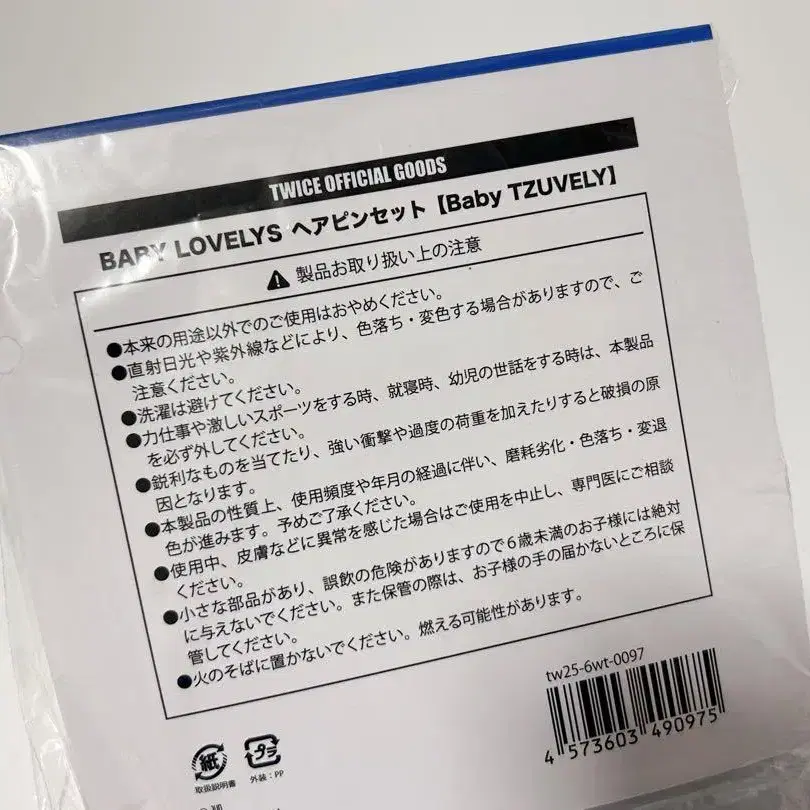 TWICE OFFICIAL GOODS
BABY LOVELYS ヘアピンセット【Baby TZUVELY】
製品お取り扱い上の注意
●本来の用途以外でのご使用はおやめください。
●直射日光や紫外線などにより、色落ち・変色する場合がありますので、ご
注意ください。
●洗濯は避けてください。
●力仕事や激しいスポーツをする時、就寝時、幼児の世話をする時は、本製品
を必ず外してください。
●鋭利なものを当てたり、強い衝撃や過度の荷重を加えたりすると破損の原
因となります。
●本製品の性質上、使用頻度や年月の経過に伴い、磨耗劣化・色落ち・変退
色が進みます。予めご了承ください。
●使用中、皮膚などに異常を感じた場合はご使用を中止し、専門医にご相談
ください。
●小さな部品があり、誤飲の危険がありますので6歳未満のお子様には絶対
に与えないでください。また保管の際は、お子様の手の届かないところに保
管してください。
●火のそばに置かないでください。燃える可能性があります。
tw25-6wt-0097
4 573603 490975
紙
取扱説明書
プラ
外装：PP